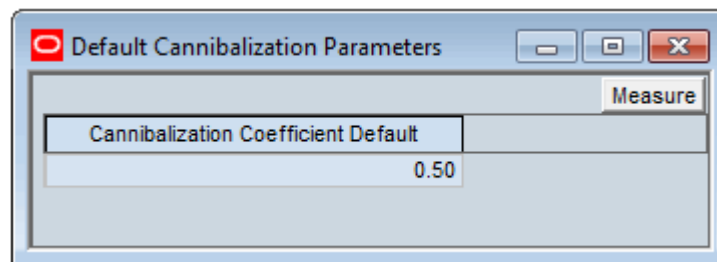 Default Cannibalization Parameters
Measure
Cannibalization Coefficient Default
0.50